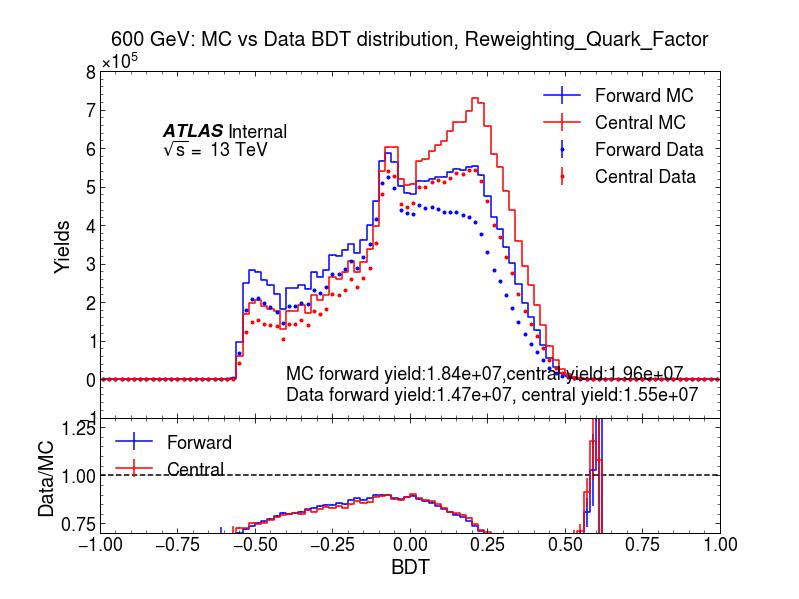 600 GeV: MC vs Data BDT distribution, Reweighting_Quark_Factor
×10⁵
8
7
6
5
4
3
2
1
0
−1
Yields
ATLAS Internal
√s = 13 TeV
Forward MC
Central MC
Forward Data
Central Data
MC forward yield:1.84e+07,central yield:1.96e+07
Data forward yield:1.47e+07, central yield:1.55e+07
1.25
1.00
0.75
Data/MC
Forward
Central
−1.00 −0.75 −0.50 −0.25 0.00 0.25 0.50 0.75 1.00
BDT